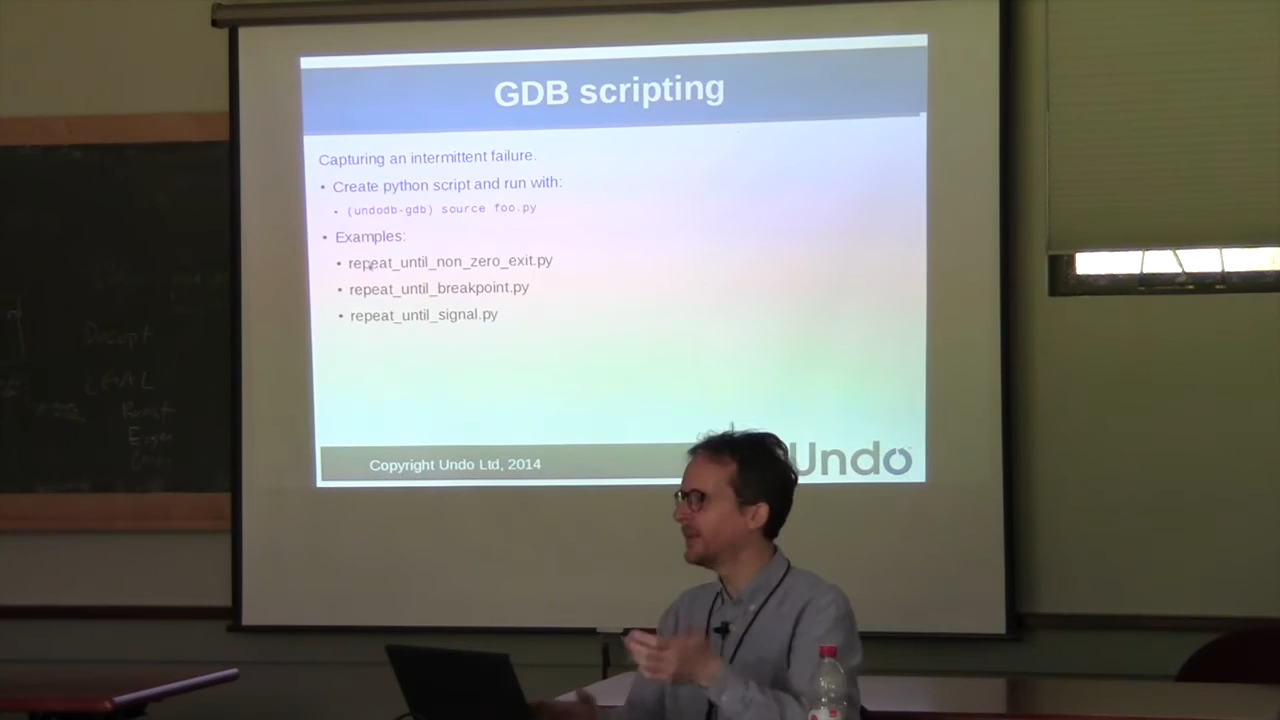 GDB scripting
Capturing an intermittent failure.
• Create python script and run with:
• (undodb-gdb) source foo.py
• Examples:
• repeat_until_non_zero_exit.py
• repeat_until_breakpoint.py
• repeat_until_signal.py
Copyright Undo Ltd, 2014
Undo